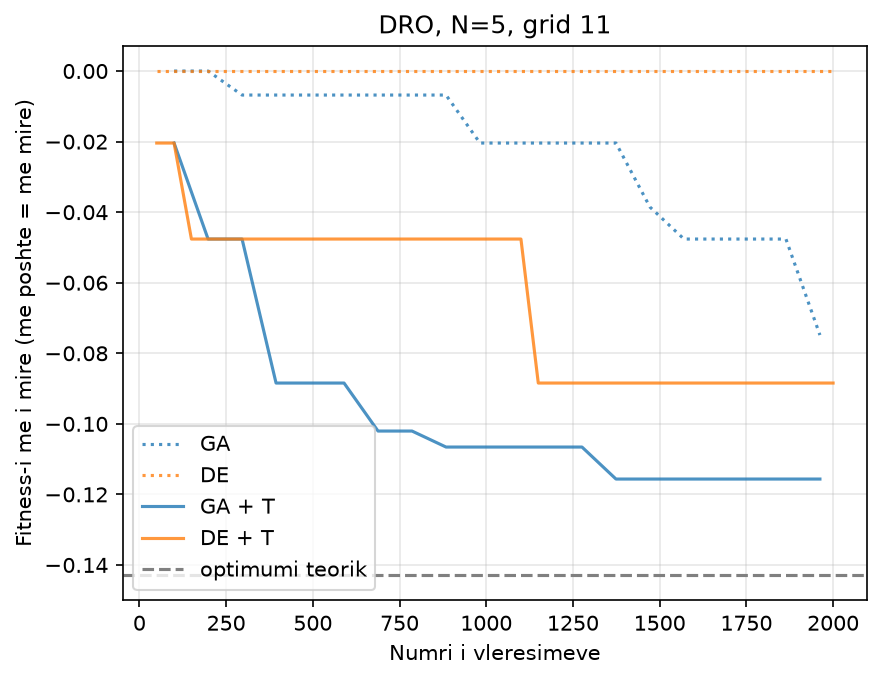 DRO, N=5, grid 11
Fitness-i me i mire (me poshte = me mire)
0.00
−0.02
−0.04
−0.06
−0.08
−0.10
−0.12
−0.14
GA
DE
GA + T
DE + T
optimumi teorik
0 250 500 750 1000 1250 1500 1750 2000
Numri i vleresimeve